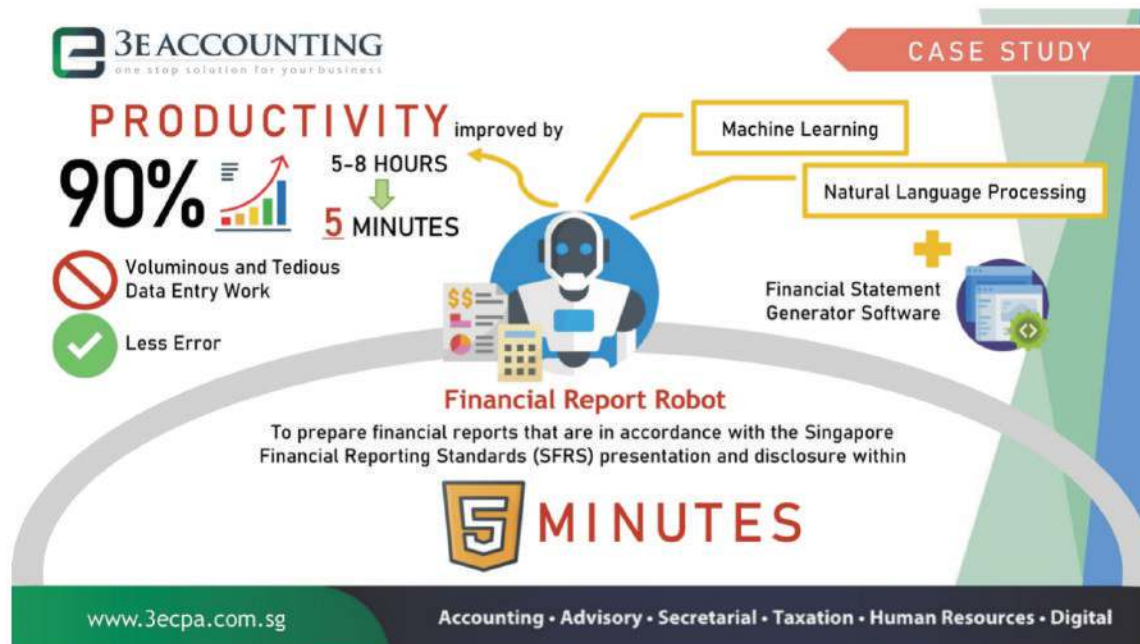 3E ACCOUNTING
one stop solution for your business
CASE STUDY
PRODUCTIVITY improved by
90%
5-8 HOURS
5 MINUTES
Voluminous and Tedious
Data Entry Work
Less Error
Machine Learning
Natural Language Processing
Financial Statement
Generator Software
Financial Report Robot
To prepare financial reports that are in accordance with the Singapore
Financial Reporting Standards (SFRS) presentation and disclosure within
5 MINUTES
www.3ecpa.com.sg
Accounting • Advisory • Secretarial • Taxation • Human Resources • Digital